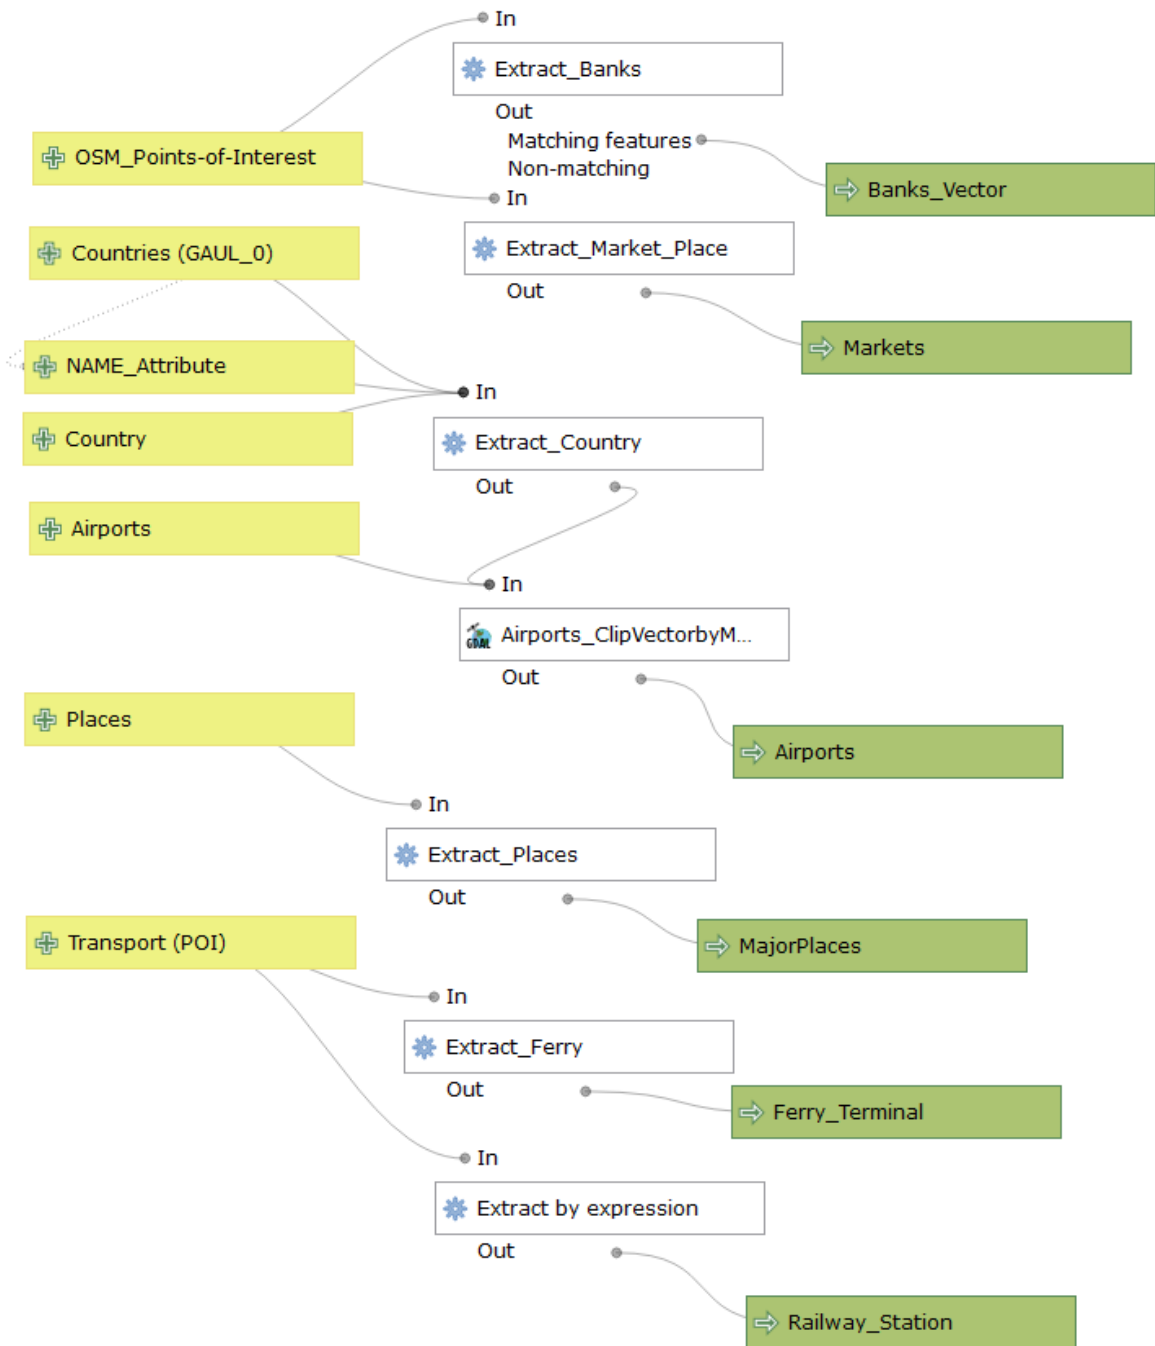 In
Extract_Banks
Out
OSM_Points-of-Interest
Matching features
Non-matching
Banks_Vector
In
Countries (GAUL_0)
Extract_Market_Place
Out
Markets
NAME_Attribute
In
Country
Extract_Country
Out
Airports
In
GDAL
Airports_ClipVectorbyM...
Out
Places
Airports
In
Extract_Places
Out
Transport (POI)
MajorPlaces
In
Extract_Ferry
Out
Ferry_Terminal
In
Extract by expression
Out
Railway_Station